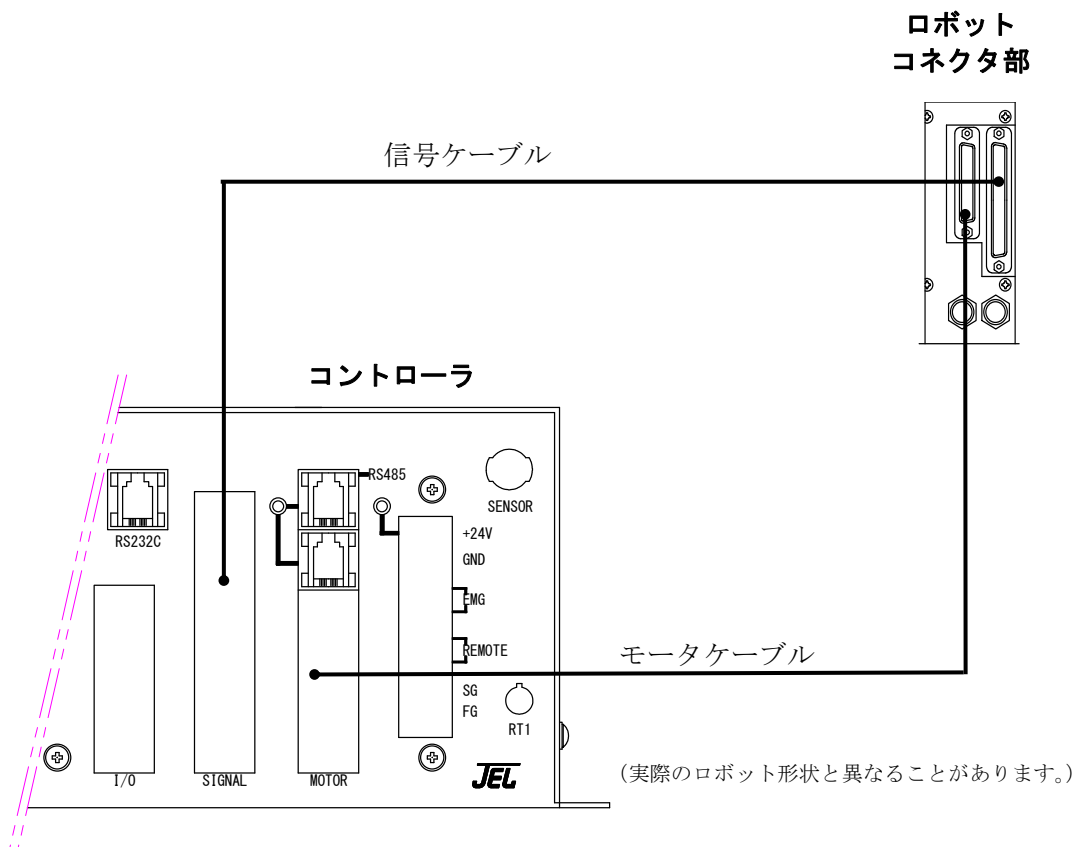 ロボット
コネクタ部
信号ケーブル
コントローラ
RS485
SENSOR
RS232C
+24V
GND
EMG
REMOTE
モータケーブル
SG
FG
RT1
I/O
SIGNAL
MOTOR
JEL
(実際のロボット形状と異なることがあります。)